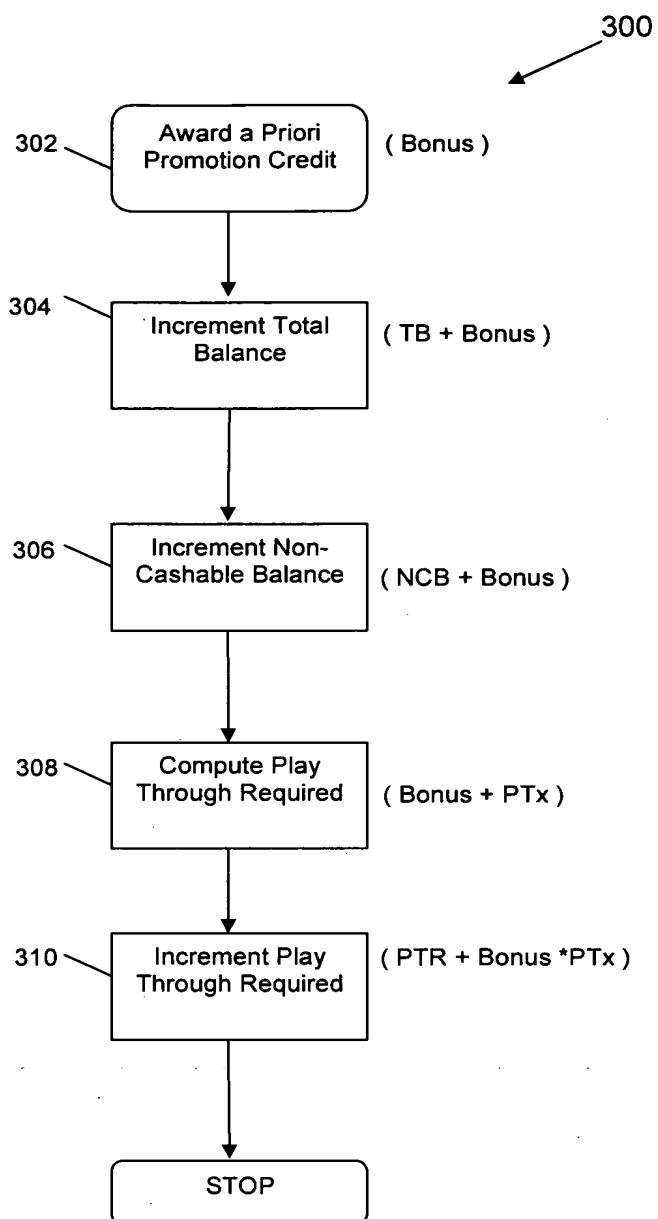 300
302
Award a Priori
Promotion Credit
( Bonus )
304
Increment Total
Balance
( TB + Bonus )
306
Increment Non-
Cashable Balance
( NCB + Bonus )
308
Compute Play
Through Required
( Bonus + PTx )
310
Increment Play
Through Required
( PTR + Bonus *PTx )
STOP